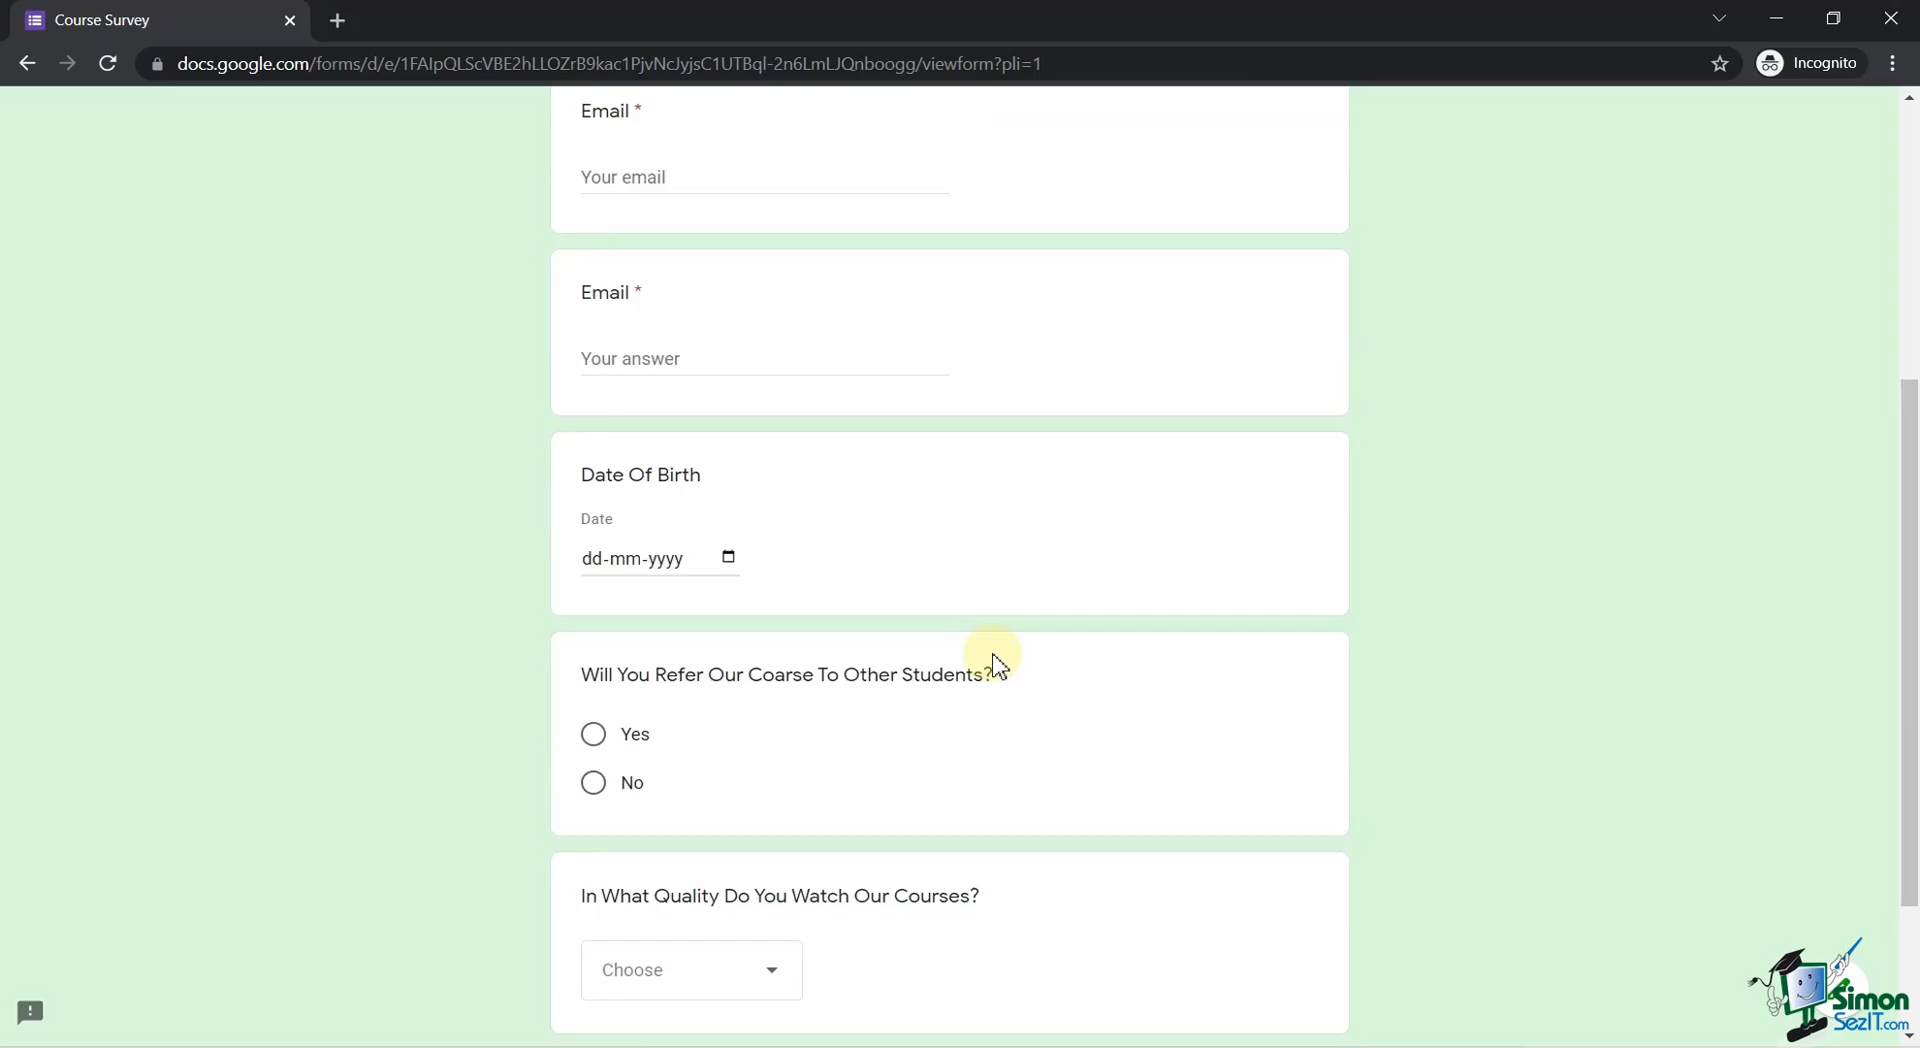 Course Survey
docs.google.com/forms/d/e/1FAIpQLScVBE2hLLOZrB9kac1PjvNcJyjsC1UTBql-2n6LmLJQnboogg/viewform?pli=1
Incognito
Email *
Your email
Email *
Your answer
Date Of Birth
Date
dd-mm-yyyy
Will You Refer Our Coarse To Other Students?
Yes
No
In What Quality Do You Watch Our Courses?
Choose
Simon
SezIT.com